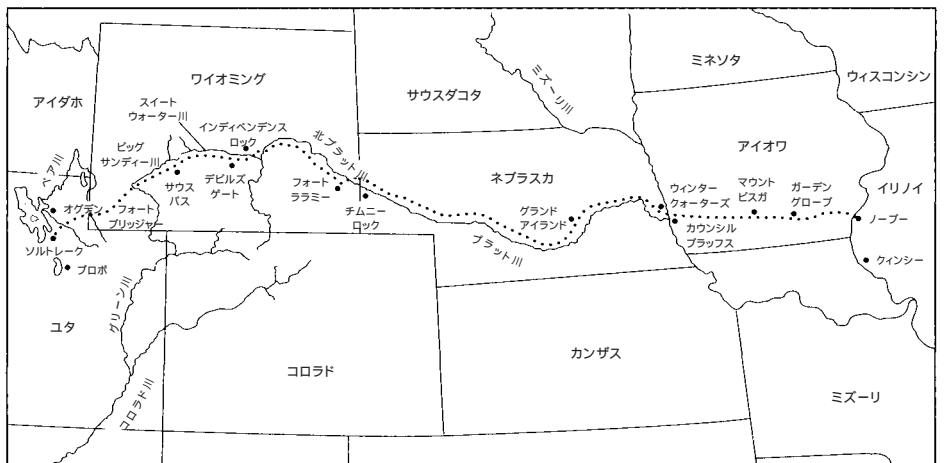 ミネソタ
ウィスコンシン
ワイオミング
アイダホ
サウスダコタ
ミズーリ川
スイート
ウォーター川
インディペンデンス
ロック
北プラット川
アイオワ
ビッグ
サンディー川
ベア川
サウス
パス
デビルズ
ゲート
フォート
ララミー
チムニー
ロック
ネブラスカ
イリノイ
ウィンター
クォーターズ
マウント
ピスガ
ガーデン
グローブ
オグデン
フォート
ブリッジャー
グランド
アイランド
カウンシル
ブラッフス
ノーブー
プラット川
ソルトレーク
プロボ
クィンシー
グリーン川
ユタ
コロラド
カンザス
コロラド川
ミズーリ